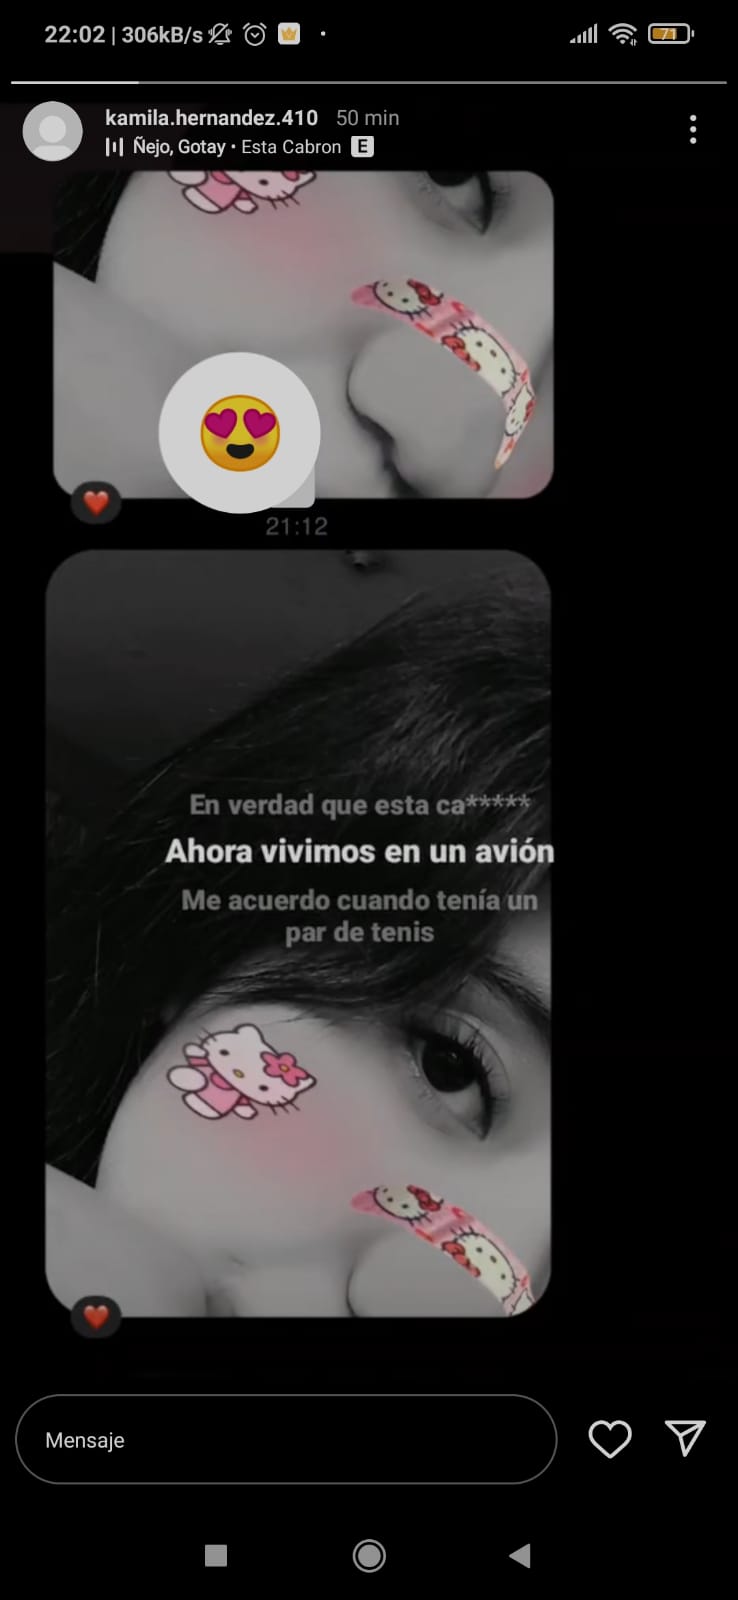 22:02 | 306kB/s
71
kamila.hernandez.410 50 min
Ñejo, Gotay • Esta Cabron E
21:12
En verdad que esta ca*****
Ahora vivimos en un avión
Me acuerdo cuando tenía un
par de tenis
Mensaje